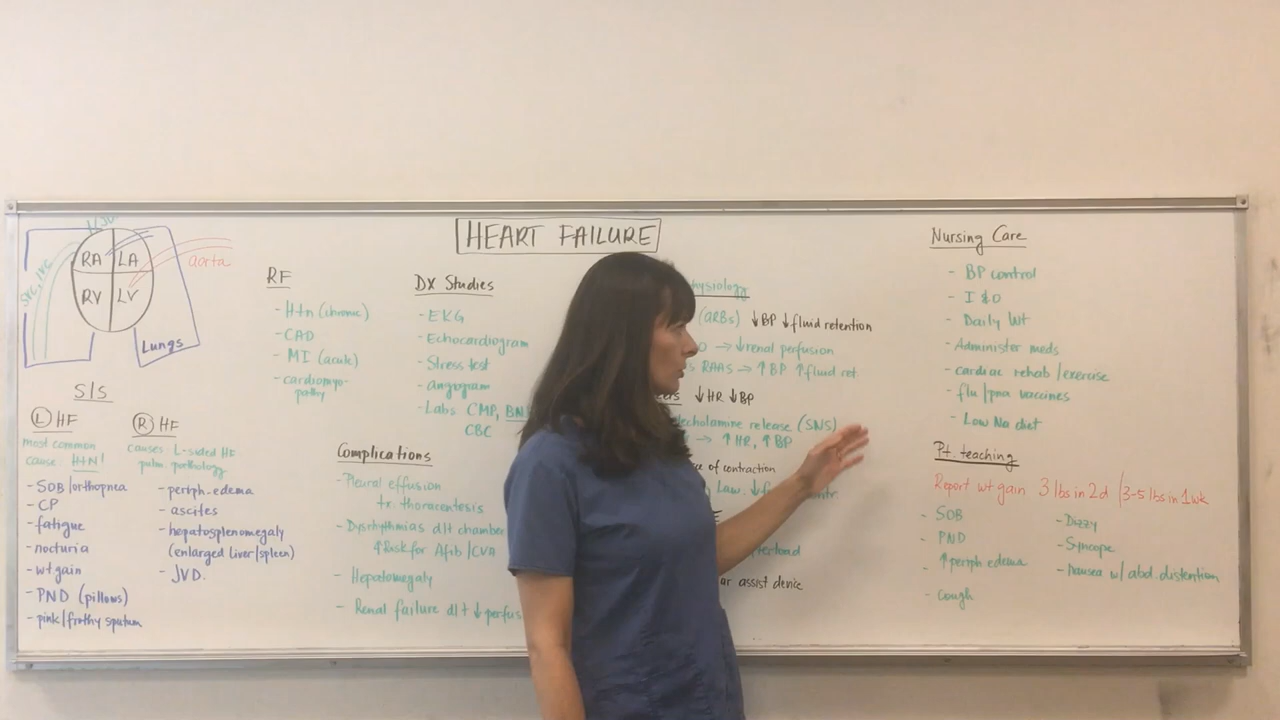 HEART FAILURE
SVC, IVC
RA
LA
RV
LV
aorta
Lungs
S/S
(L) HF
most common
cause. HTN!
- SOB/orthopnea
- CP
- fatigue
- nocturia
- wt gain
- PND (pillows)
- pink/frothy sputum
(R) HF
causes L-sided HF
pulm. pathology
- periph-edema
- ascites
- hepatosplenomegaly
(enlarged liver/spleen)
- JVD.
RF
- Htn (chronic)
- CAD
- MI (acute)
- cardiomyo-
pathy
DX Studies
- EKG
- Echocardiogram
- Stress test
- angiogram
- Labs CMP, BN
CBC
Complications
- Pleural effusion
tx: thoracentesis
- Dysrhythmias d/t chamber
↑Risk for Afib/CVA
- Hepatomegaly
- Renal failure d/t ↓ perfus
hysiology
(ARBs) ↓BP ↓fluid retention
→ ↓renal perfusion
s RAAS → ↑BP ↑fluid ret.
↓HR ↓BP
techolamine release (SNS)
→ ↑HR, ↑BP
ce of contraction
Law.
ar assist device
Nursing Care
- BP control
- I & O
- Daily Wt
- Administer meds
- cardiac rehab/exercise
- flu/pna vaccines
- Low Na diet
Pt. teaching
Report wt gain 3 lbs in 2d /3-5 lbs in 1 wk
- SOB
- PND
- ↑periph edema
- Cough
- Dizzy
- Syncope
- Nausea w/ abd. distention